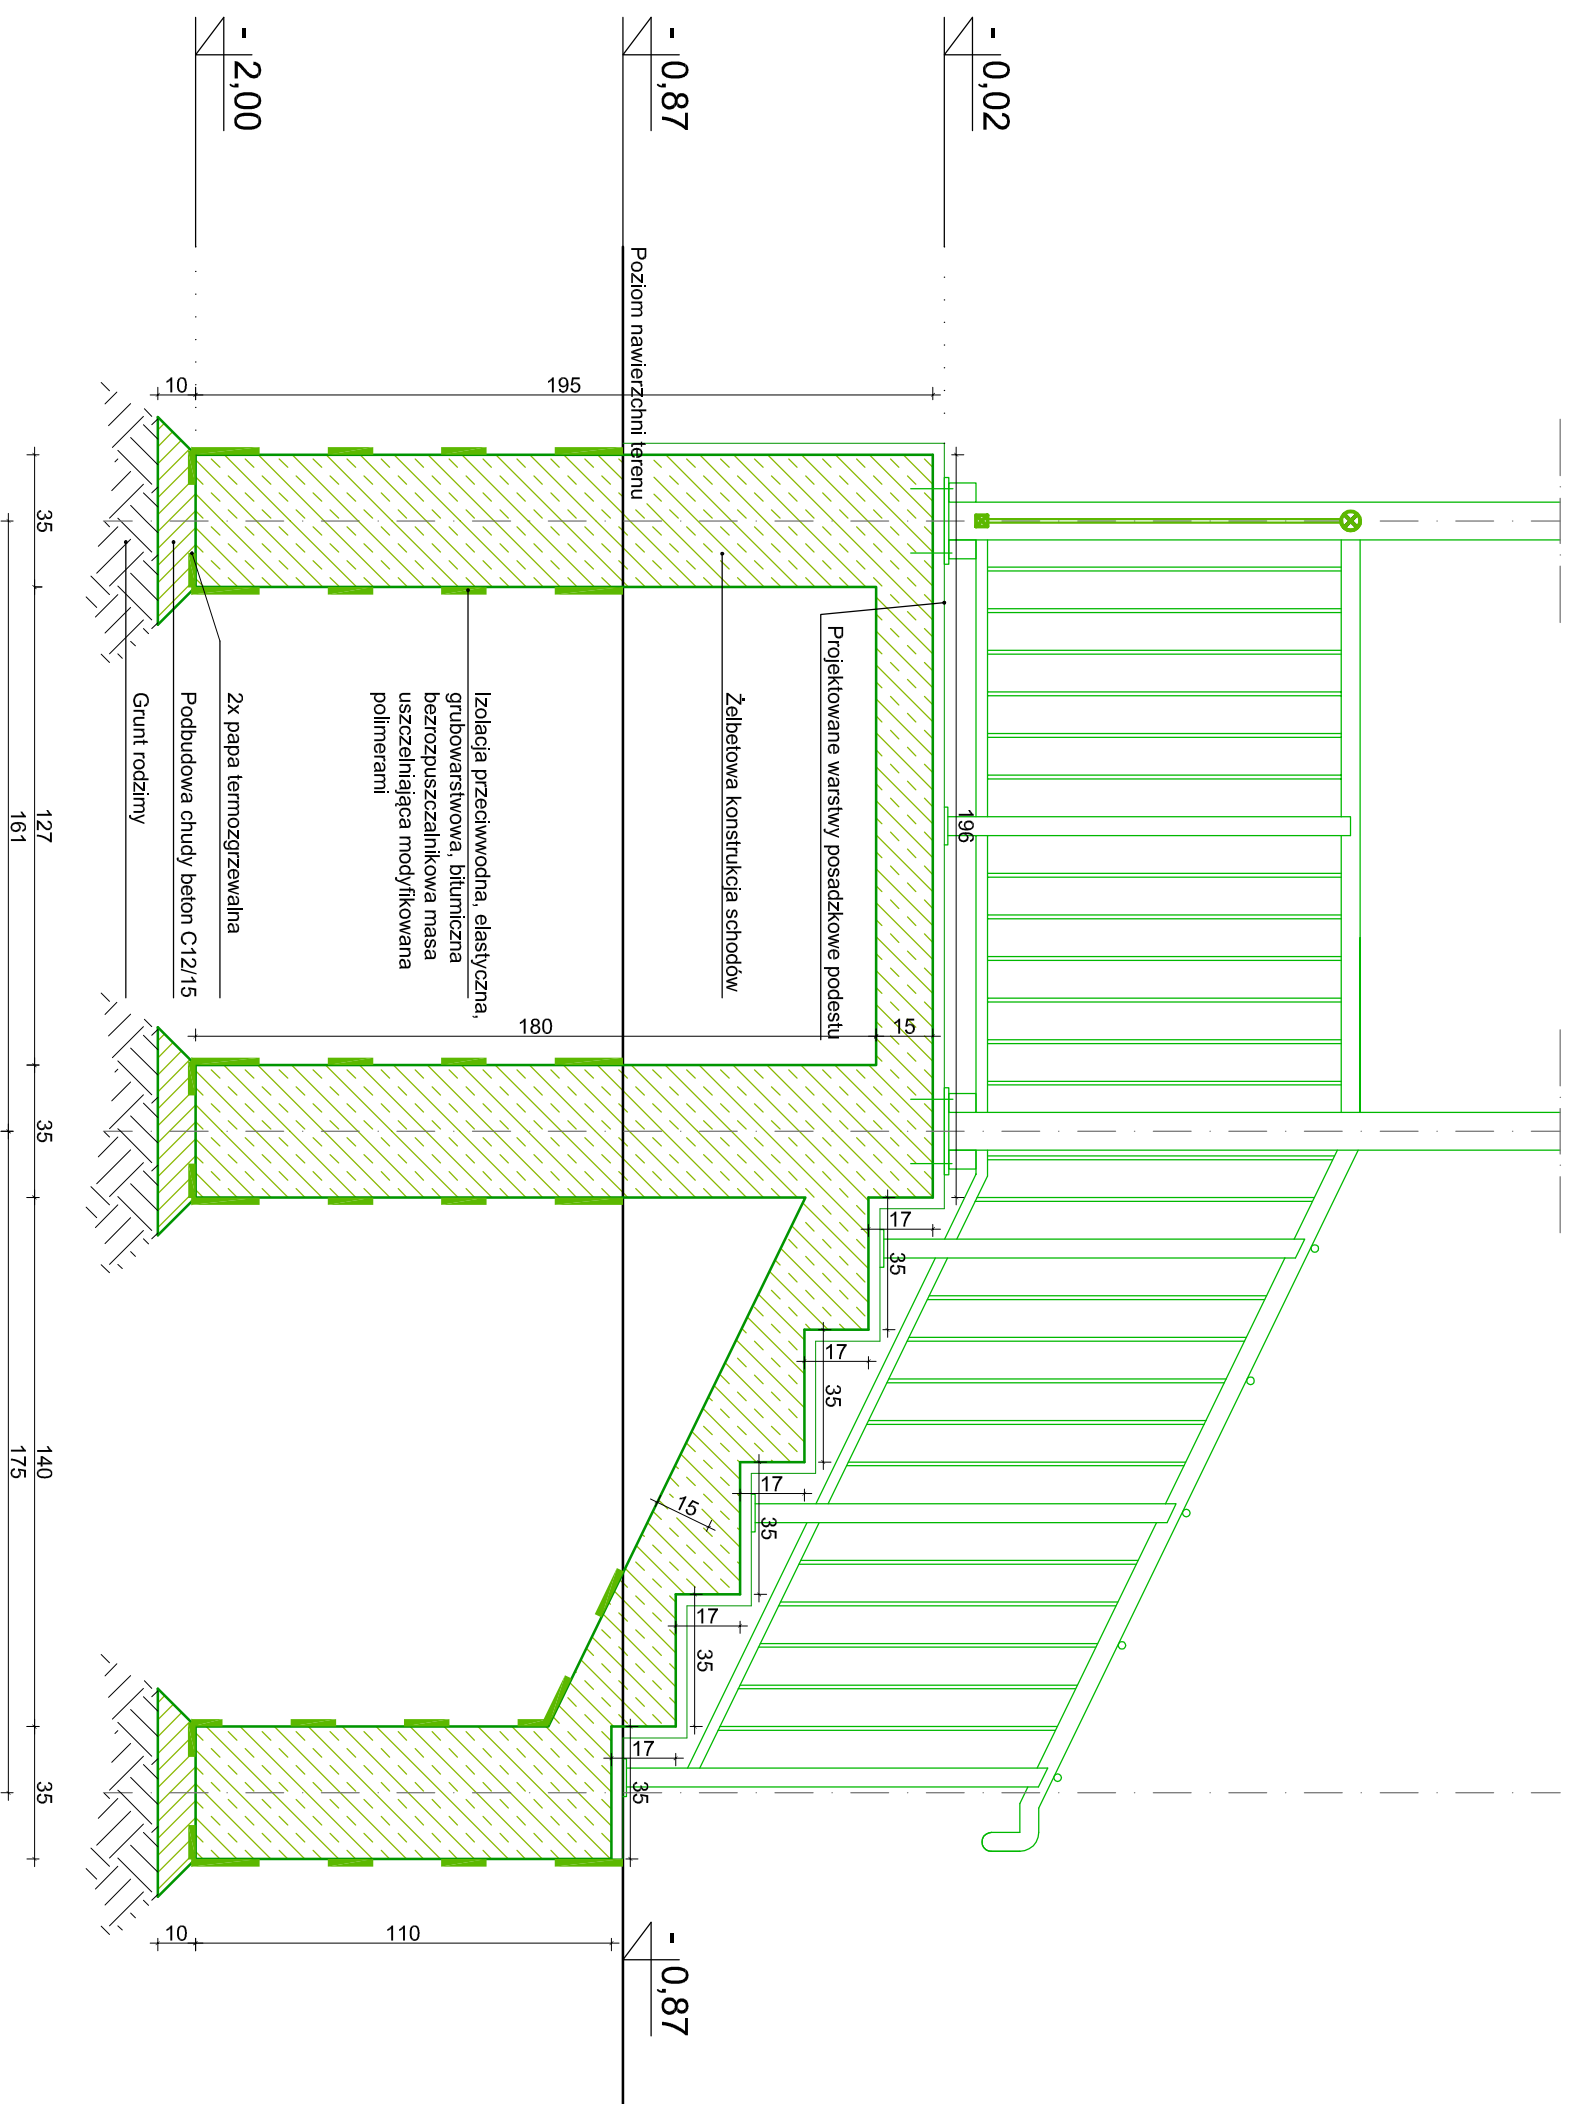 - 0,02
- 0,87
- 2,00
Poziom nawierzchni terenu
195
10
196
Projektowane warstwy posadzkowe podestu
Żelbetowa konstrukcja schodów
Izolacja przeciwwodna, elastyczna,
grubowarstwowa, bitumiczna
bezrozpuszczalnikowa masa
uszczelniająca modyfikowana
polimerami
2x papa termozgrzewalna
Podbudowa chudy beton C12/15
Grunt rodzimy
15
180
17
35
17
35
17
35
17
35
17
35
15
- 0,87
110
10
35
127
35
140
35
161
175